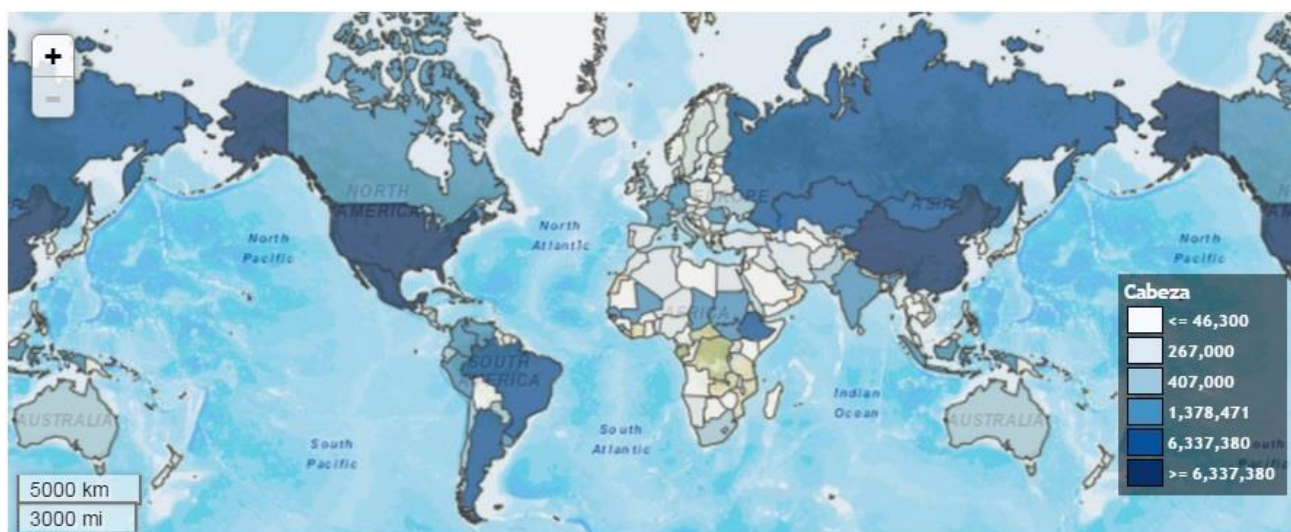 +
−
NORTH
AMERICA
EUROPE
ASIA
North
Pacific
North
Atlantic
North
Pacific
Cabeza
<= 46,300
267,000
407,000
1,378,471
6,337,380
>= 6,337,380
AFRICA
SOUTH
AMERICA
Indian
Ocean
AUSTRALIA
AUSTRALIA
South
Pacific
South
Atlantic
5000 km
3000 mi